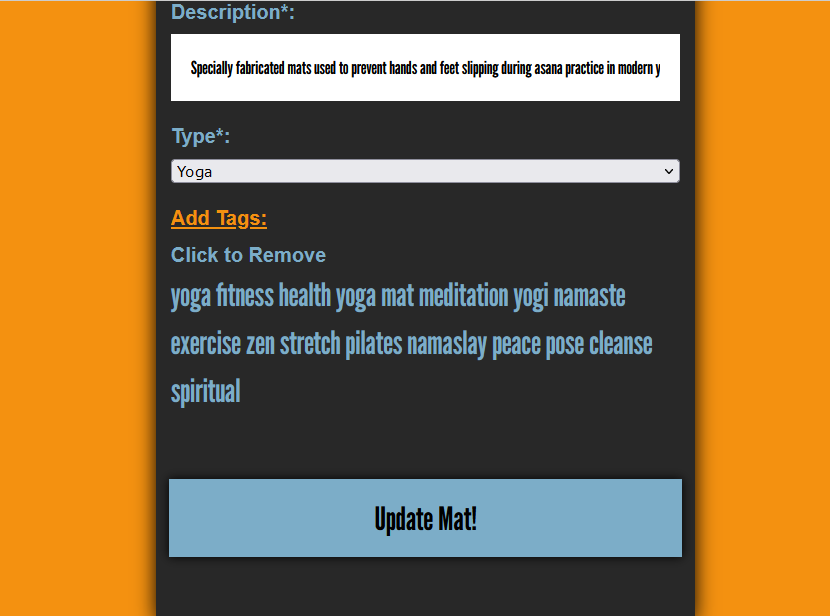 Description*:
Specially fabricated mats used to prevent hands and feet slipping during asana practice in modern y
Type*:
Yoga
Add Tags:
Click to Remove
yoga fitness health yoga mat meditation yogi namaste
exercise zen stretch pilates namaslay peace pose cleanse
spiritual
Update Mat!